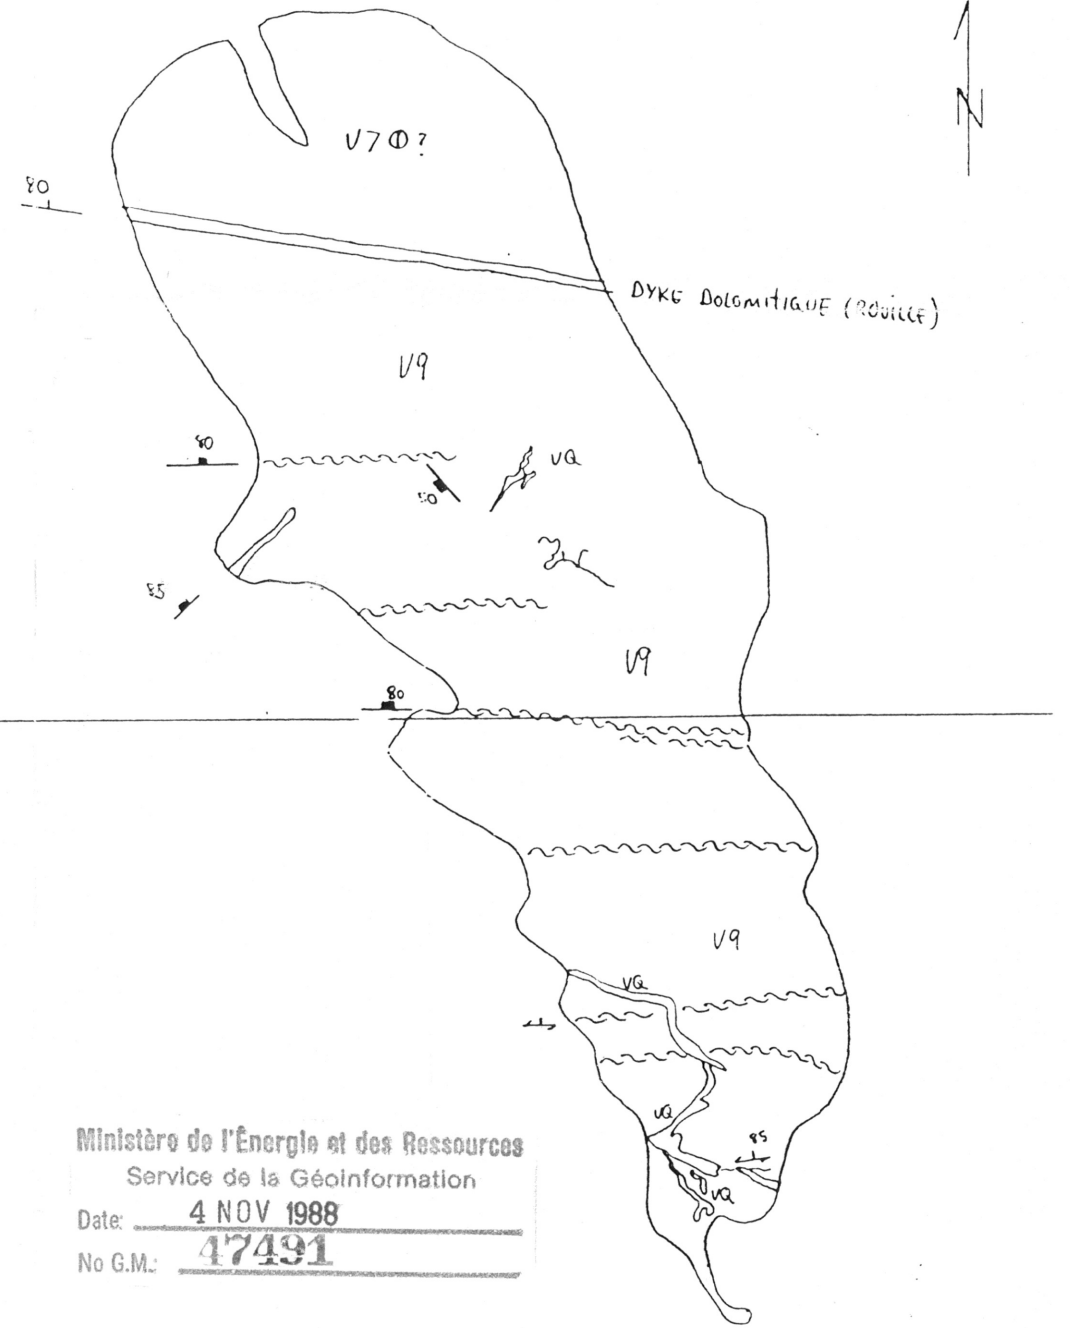 N
V7Φ?
80
DYKE DOLOMITIQUE (ROUILLE)
V9
80
VQ
50
85
V9
80
V9
VQ
VQ
85
VQ
Ministère de l'Énergie et des Ressources
Service de la Géoinformation
Date: 4 NOV 1988
No G.M.: 47491